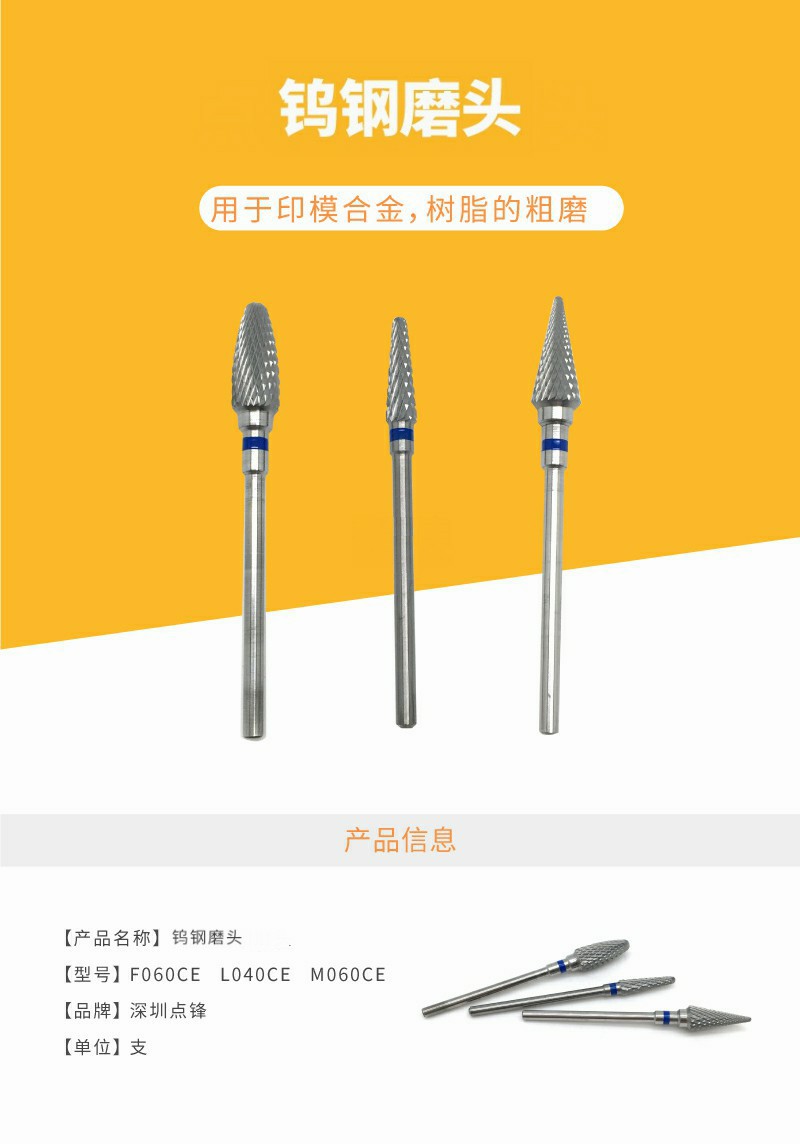 钨钢磨头
用于印模合金,树脂的粗磨
产品信息
【产品名称】钨钢磨头
【型号】F060CE L040CE M060CE
【品牌】深圳点锋
【单位】支